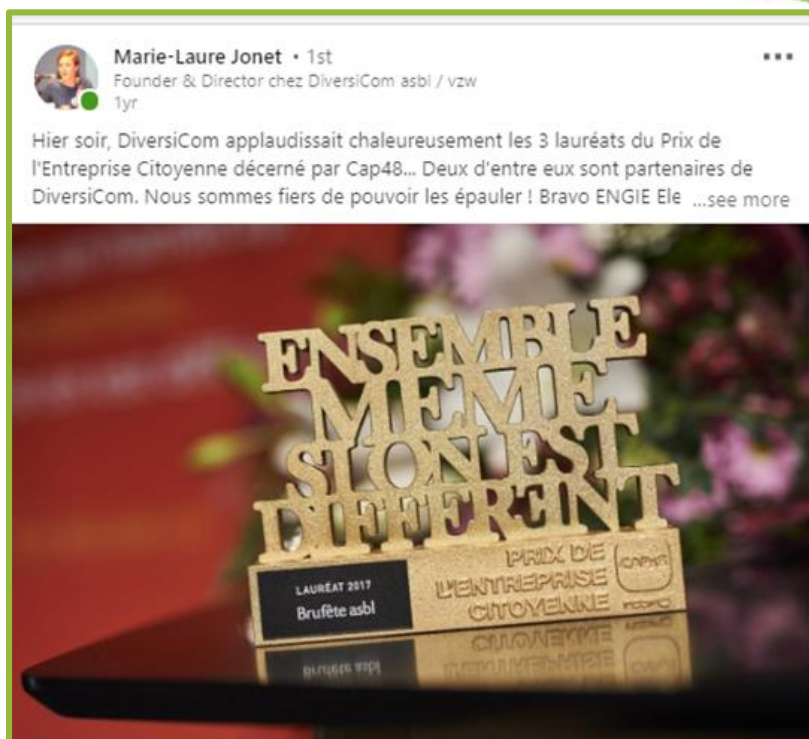 Marie-Laure Jonet • 1st
Founder & Director chez DiversiCom asbl / vzw
1yr
Hier soir, DiversiCom applaudissait chaleureusement les 3 lauréats du Prix de
l'Entreprise Citoyenne décerné par Cap48... Deux d'entre eux sont partenaires de
DiversiCom. Nous sommes fiers de pouvoir les épauler ! Bravo ENGIE Ele ...see more
ENSEMBLE
MEME
SI ON EST
DIFFERENT
LAURÉAT 2017
Brufête asbl
PRIX DE
L'ENTREPRISE
CITOYENNE